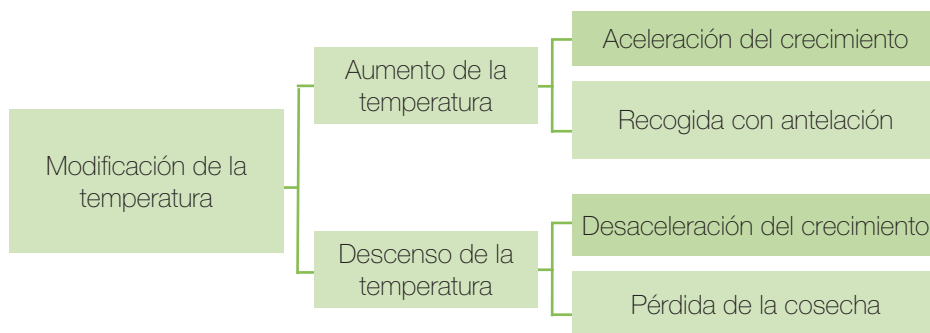 Modificación de la
temperatura
Aumento de la
temperatura
Aceleración del crecimiento
Recogida con antelación
Descenso de la
temperatura
Desaceleración del crecimiento
Pérdida de la cosecha